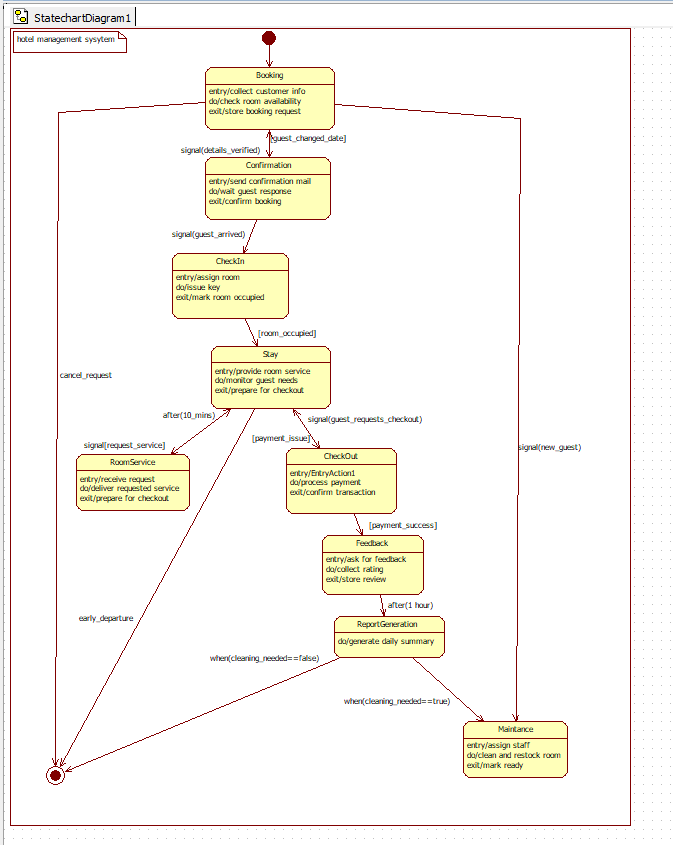 StatechartDiagram1
hotel management sysytem
Booking
entry/collect customer info
do/check room availability
exit/store booking request
[guest_changed_date]
signal(details_verified)
Confirmation
entry/send confirmation mail
do/wait guest response
exit/confirm booking
signal(guest_arrived)
CheckIn
entry/assign room
do/issue key
exit/mark room occupied
[room_occupied]
Stay
entry/provide room service
do/monitor guest needs
exit/prepare for checkout
cancel_request
after(10_mins)
signal(guest_requests_checkout)
signal[request_service]
[payment_issue]
signal(new_guest)
RoomService
entry/receive request
do/deliver requested service
exit/prepare for checkout
CheckOut
entry/EntryAction1
do/process payment
exit/confirm transaction
[payment_success]
Feedback
entry/ask for feedback
do/collect rating
exit/store review
after(1 hour)
early_departure
ReportGeneration
do/generate daily summary
when(cleaning_needed==false)
when(cleaning_needed==true)
Maintance
entry/assign staff
do/clean and restock room
exit/mark ready